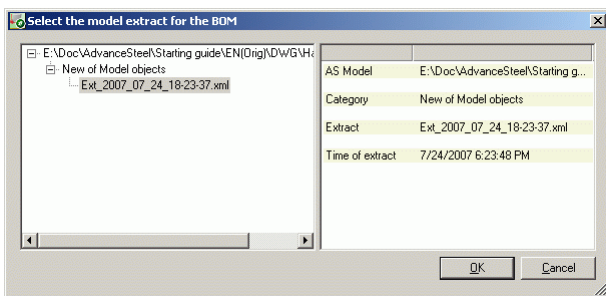 Select the model extract for the BOM
E:\Doc\AdvanceSteel\Starting guide\EN(Orig)\DWG\Ha
New of Model objects
Ext_2007_07_24_18-23-37.xml
AS Model E:\Doc\AdvanceSteel\Starting g...
Category New of Model objects
Extract Ext_2007_07_24_18-23-37.xml
Time of extract 7/24/2007 6:23:48 PM
OK Cancel